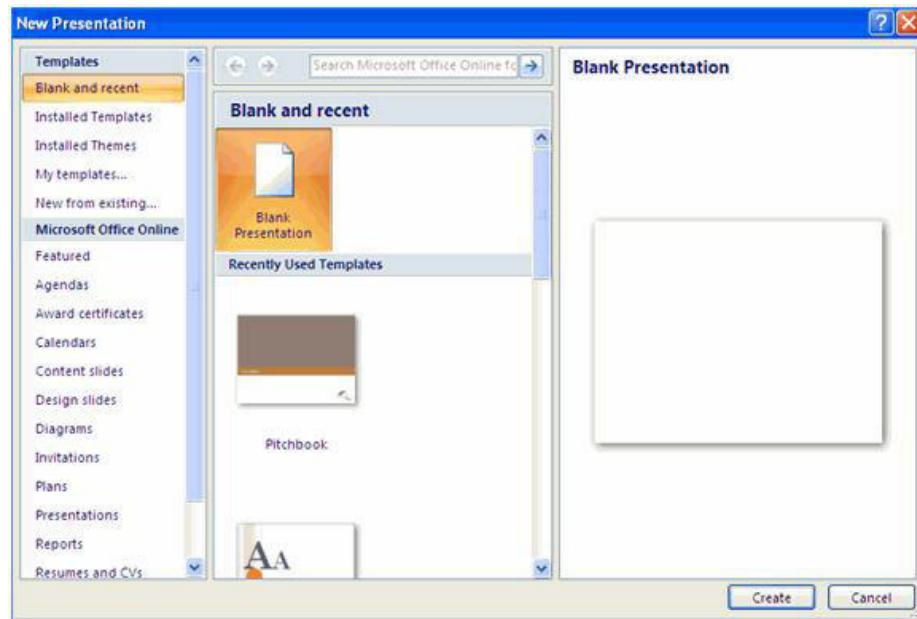 New Presentation
Templates
Blank and recent
Installed Templates
Installed Themes
My templates...
New from existing...
Microsoft Office Online
Featured
Agendas
Award certificates
Calendars
Content slides
Design slides
Diagrams
Invitations
Plans
Presentations
Reports
Resumes and CVs
Search Microsoft Office Online fo
Blank and recent
Blank
Presentation
Recently Used Templates
Pitchbook
AA
Blank Presentation
Create
Cancel